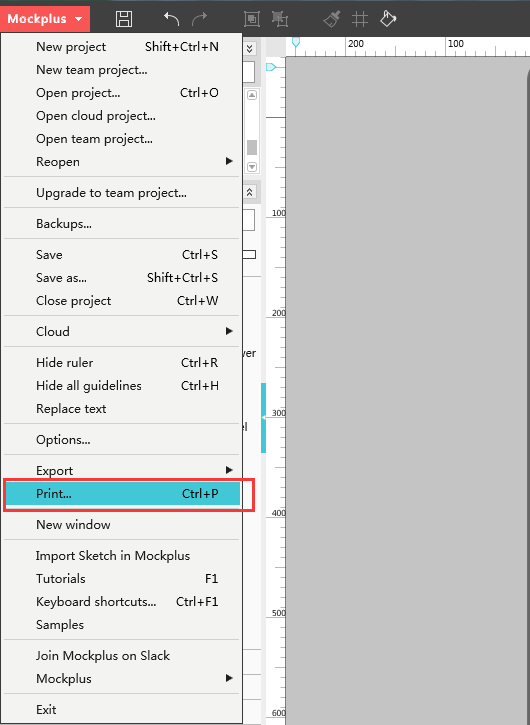 Mockplus
New project Shift+Ctrl+N
New team project...
Open project... Ctrl+O
Open cloud project...
Open team project...
Reopen
Upgrade to team project...
Backups...
Save Ctrl+S
Save as... Shift+Ctrl+S
Close project Ctrl+W
Cloud
Hide ruler Ctrl+R
Hide all guidelines Ctrl+H
Replace text
Options...
Export
Print... Ctrl+P
New window
Import Sketch in Mockplus
Tutorials F1
Keyboard shortcuts... Ctrl+F1
Samples
Join Mockplus on Slack
Mockplus
Exit
wer
el
200 100
100
200
300
400
500
600